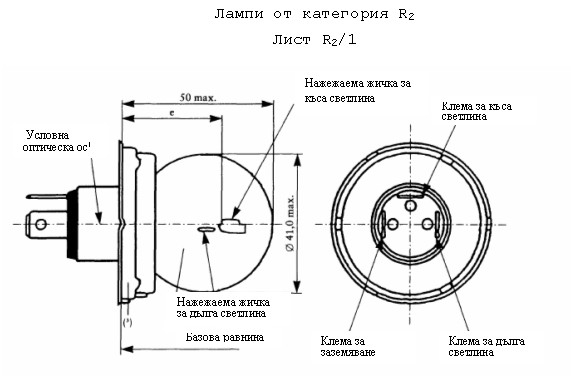 Лампи от категория R2
Лист R2/1
50 max.
e
Нажежаема жичка за
къса светлина
Клема за къса
светлина
Условна
оптическа ос¹
Ø 41,0 max.
Нажежаема жичка
за дълга светлина
(³)
Базова равнина
Клема за
заземяване
Клема за дълга
светлина